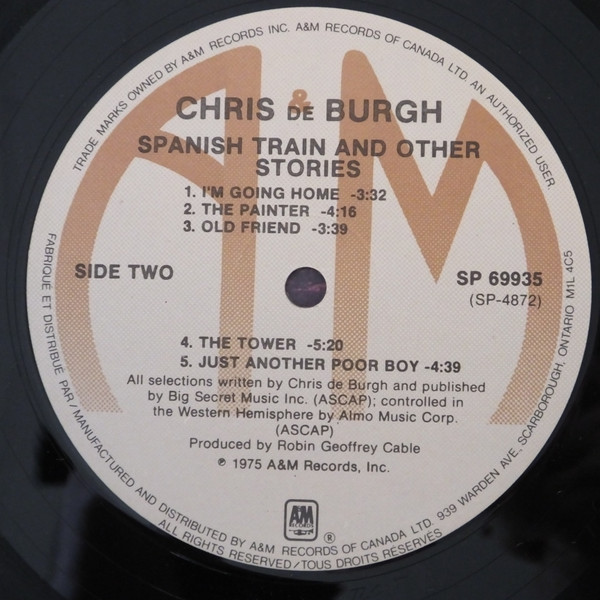 TRADE MARKS OWNED BY A&M RECORDS INC. A&M RECORDS OF CANADA LTD. AN AUTHORIZED USER
&
CHRIS DE BURGH
SPANISH TRAIN AND OTHER
STORIES
1. I'M GOING HOME -3:32
2. THE PAINTER -4:16
3. OLD FRIEND -3:39
SIDE TWO
SP 69935
(SP-4872)
4. THE TOWER -5:20
5. JUST ANOTHER POOR BOY -4:39
All selections written by Chris de Burgh and published
by Big Secret Music Inc. (ASCAP); controlled in
the Western Hemisphere by Almo Music Corp.
(ASCAP)
Produced by Robin Geoffrey Cable
℗ 1975 A&M Records, Inc.
A&M
RECORDS
®
FABRIQUÉ ET DISTRIBUÉ PAR/MANUFACTURED AND DISTRIBUTED BY A&M RECORDS OF CANADA LTD. 939 WARDEN AVE., SCARBOROUGH, ONTARIO M1L 4C5
ALL RIGHTS RESERVED/TOUS DROITS RESERVÉS